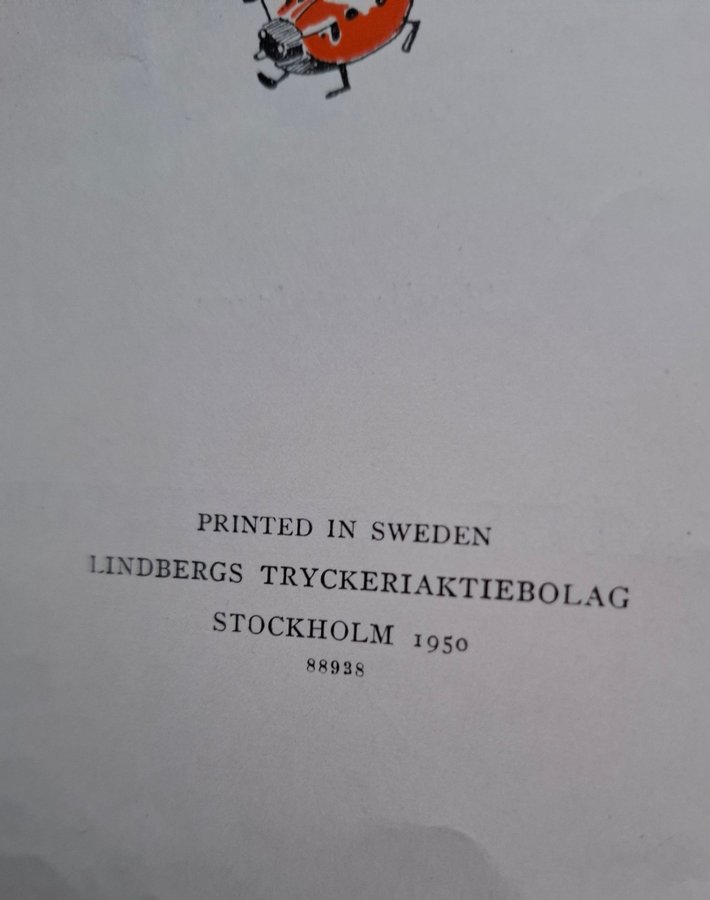 PRINTED IN SWEDEN
LINDBERGS TRYCKERIAKTIEBOLAG
STOCKHOLM 1950
88938